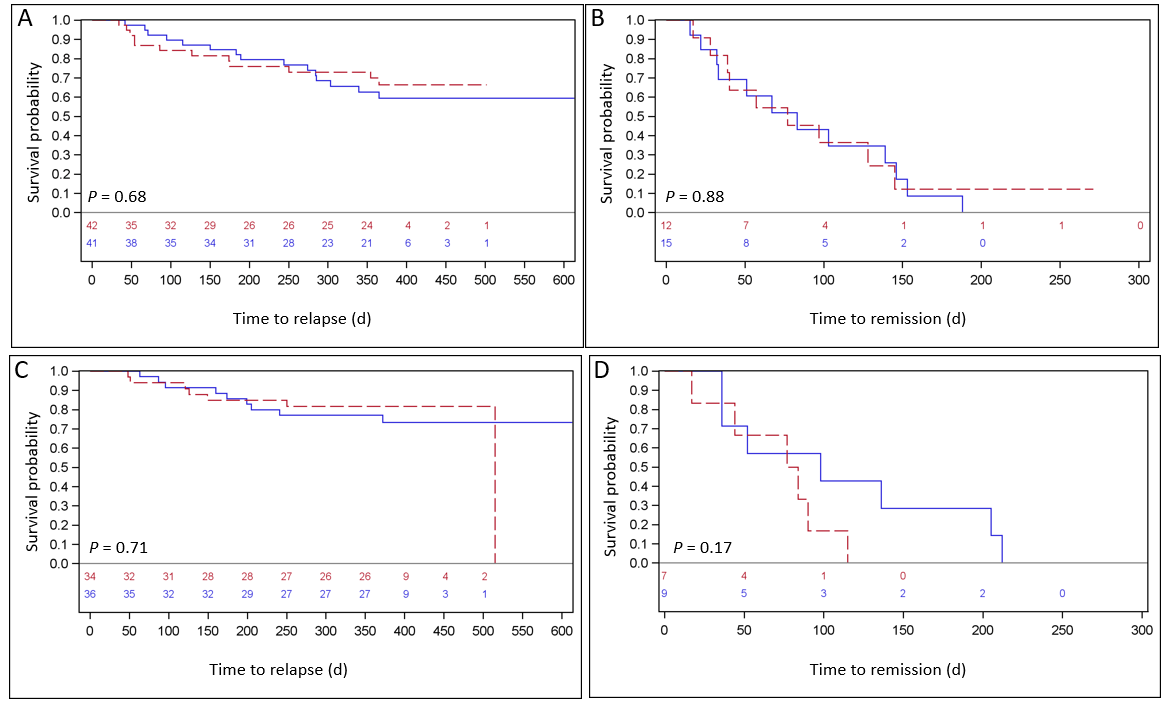 A
Survival probability
1.0
0.9
0.8
0.7
0.6
0.5
0.4
0.3
0.2
0.1
0.0
P = 0.68
42 35 32 29 26 26 25 24 4 2 1
41 38 35 34 31 28 23 21 6 3 1
0 50 100 150 200 250 300 350 400 450 500 550 600
Time to relapse (d)
B
Survival probability
1.0
0.9
0.8
0.7
0.6
0.5
0.4
0.3
0.2
0.1
0.0
P = 0.88
12 7 4 1 1 1 0
15 8 5 2 0
0 50 100 150 200 250 300
Time to remission (d)
C
Survival probability
1.0
0.9
0.8
0.7
0.6
0.5
0.4
0.3
0.2
0.1
0.0
P = 0.71
34 32 31 28 28 27 26 26 9 4 2
36 35 32 32 29 27 27 27 9 3 1
0 50 100 150 200 250 300 350 400 450 500 550 600
Time to relapse (d)
D
Survival probability
1.0
0.9
0.8
0.7
0.6
0.5
0.4
0.3
0.2
0.1
0.0
P = 0.17
7 4 1 0
9 5 3 2 2 0
0 50 100 150 200 250 300
Time to remission (d)